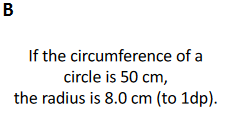 B
If the circumference of a
circle is 50 cm,
the radius is 8.0 cm (to 1dp).